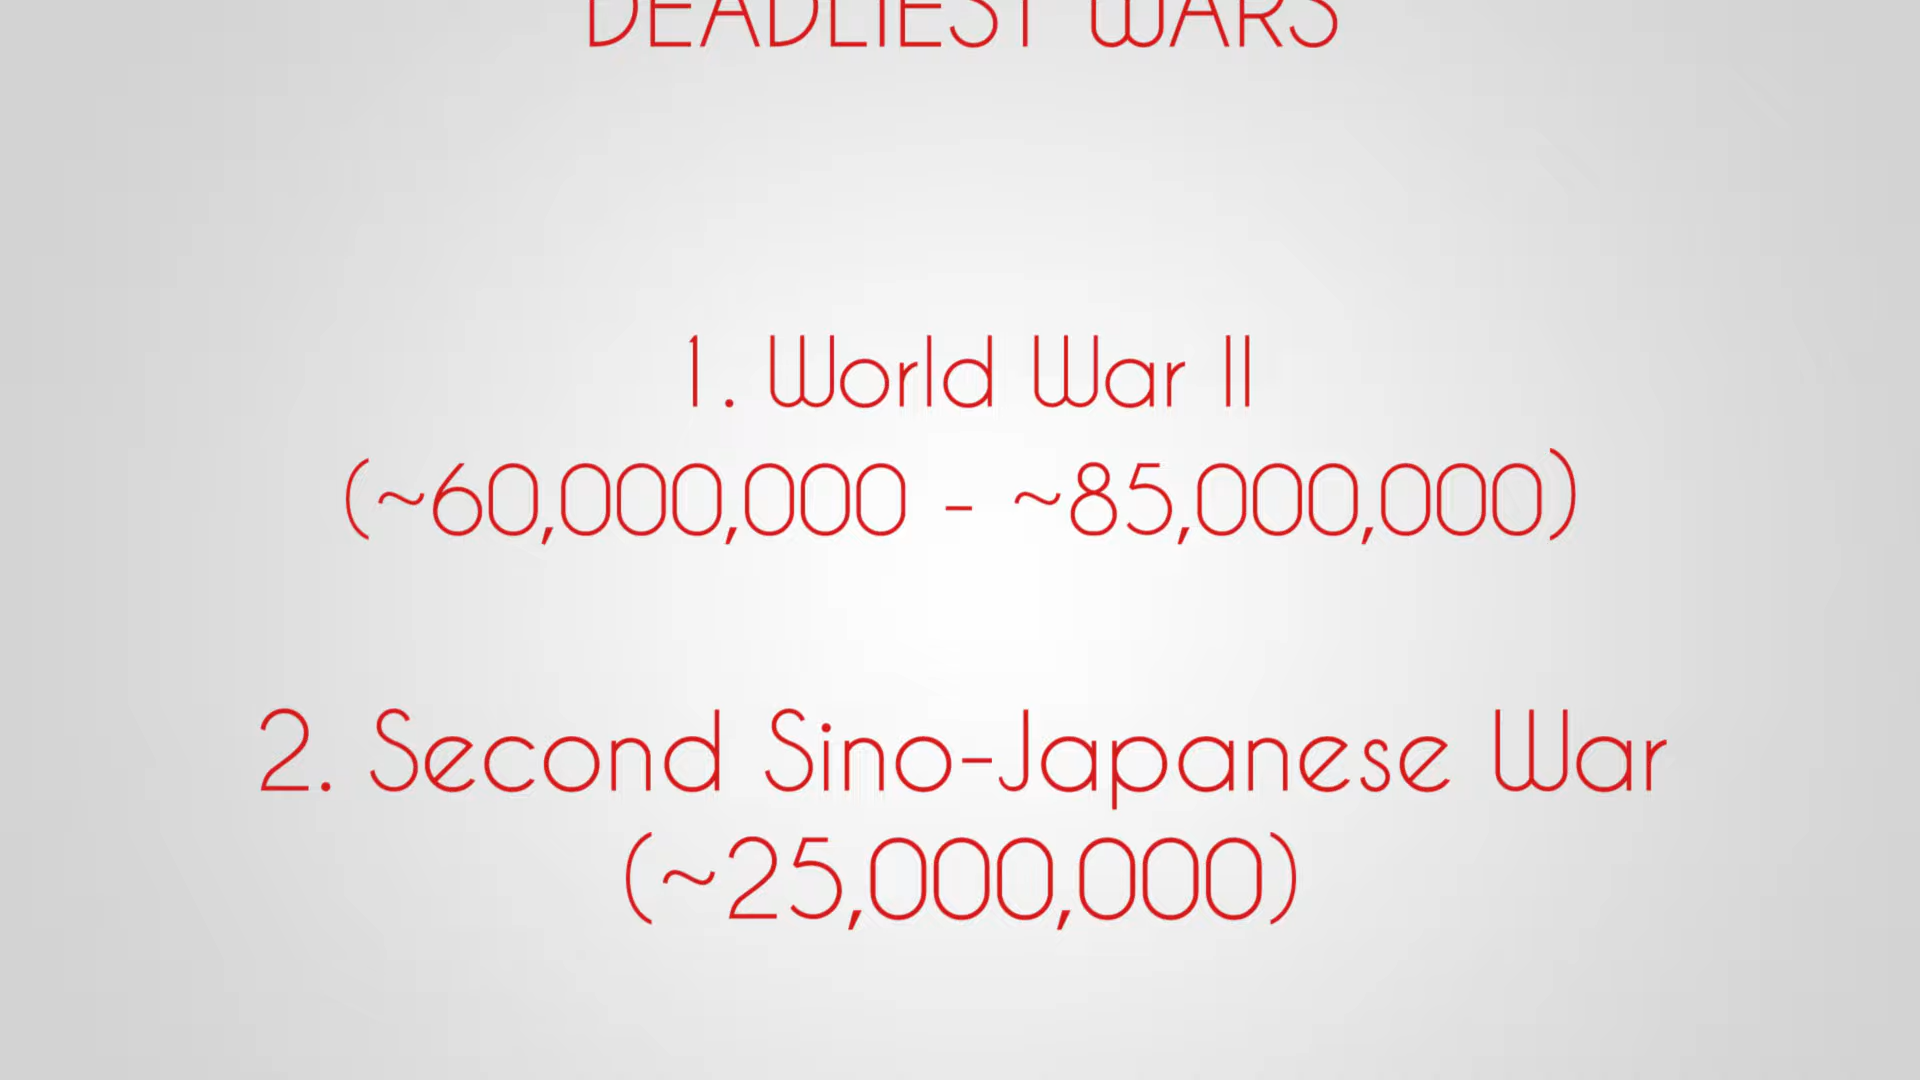 DEADLIEST WARS
1. World War II
(~60,000,000 - ~85,000,000)
2. Second Sino-Japanese War
(~25,000,000)